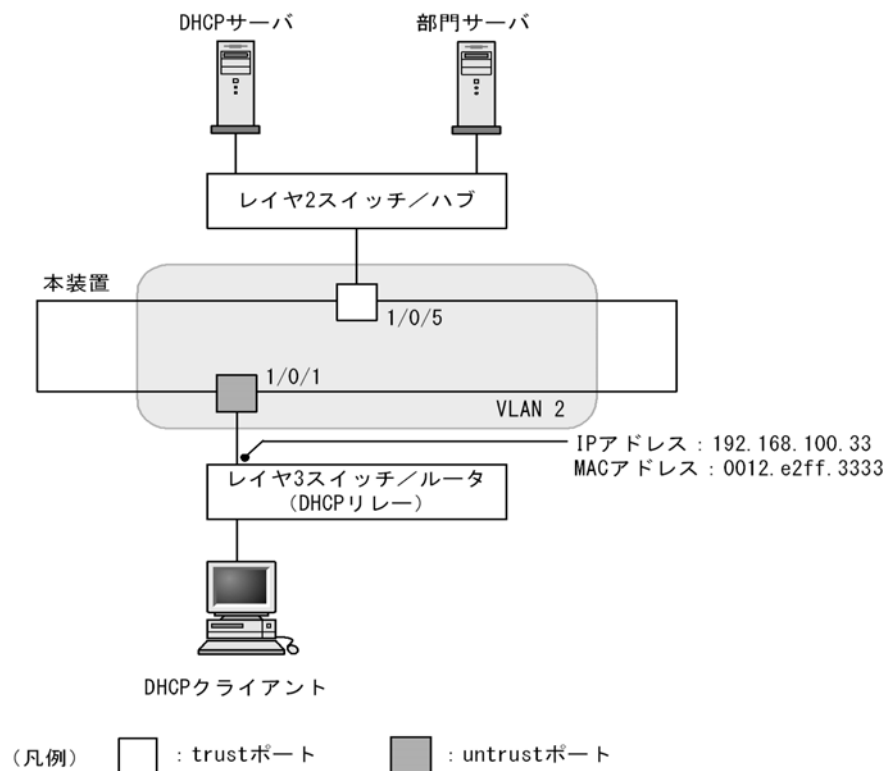 DHCPサーバ
部門サーバ
レイヤ2スイッチ/ハブ
本装置
1/0/5
1/0/1
VLAN 2
IPアドレス:192.168.100.33
MACアドレス:0012.e2ff.3333
レイヤ3スイッチ/ルータ
(DHCPリレー)
DHCPクライアント
(凡例) :trustポート :untrustポート